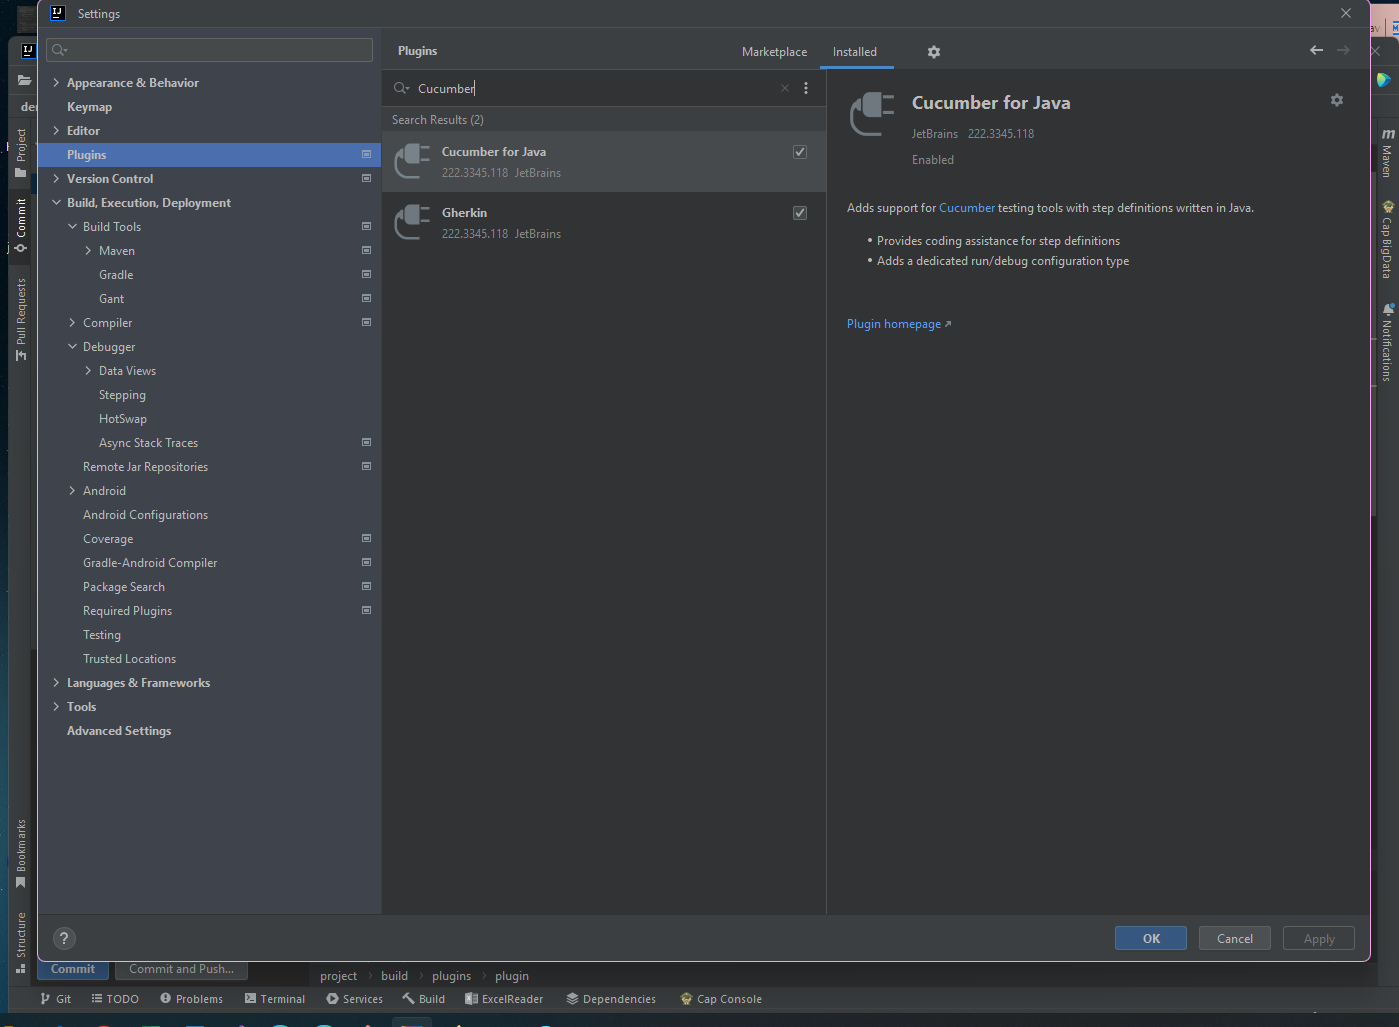 Settings
Appearance & Behavior
Keymap
Editor
Plugins
Version Control
Build, Execution, Deployment
Build Tools
Maven
Gradle
Gant
Compiler
Debugger
Data Views
Stepping
HotSwap
Async Stack Traces
Remote Jar Repositories
Android
Android Configurations
Coverage
Gradle-Android Compiler
Package Search
Required Plugins
Testing
Trusted Locations
Languages & Frameworks
Tools
Advanced Settings
Plugins
Marketplace
Installed
Cucumber
Search Results (2)
Cucumber for Java
222.3345.118 JetBrains
Gherkin
222.3345.118 JetBrains
Cucumber for Java
JetBrains 222.3345.118
Enabled
Adds support for Cucumber testing tools with step definitions written in Java.
• Provides coding assistance for step definitions
• Adds a dedicated run/debug configuration type
Plugin homepage ↗
?
OK
Cancel
Apply
Project
Commit
Pull Requests
Bookmarks
Structure
Maven
Cap BigData
Notifications
Commit
Commit and Push...
project › build › plugins › plugin
Git
TODO
Problems
Terminal
Services
Build
ExcelReader
Dependencies
Cap Console